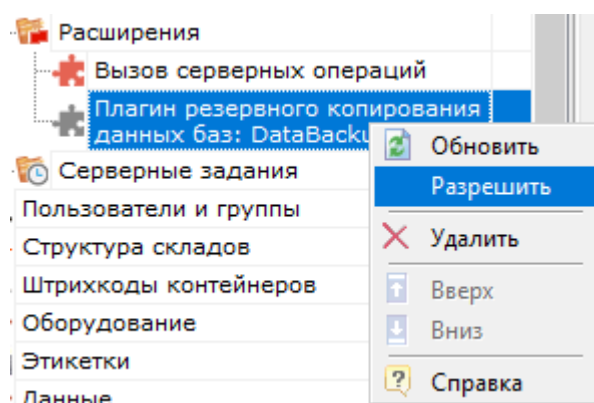 Расширения
Вызов серверных операций
Плагин резервного копирования
данных баз:
Обновить
Серверные задания
Разрешить
Пользователи и группы
Структура складов
Удалить
Штрихкоды контейнеров
Вверх
Оборудование
Вниз
Этикетки
Справка
Данные